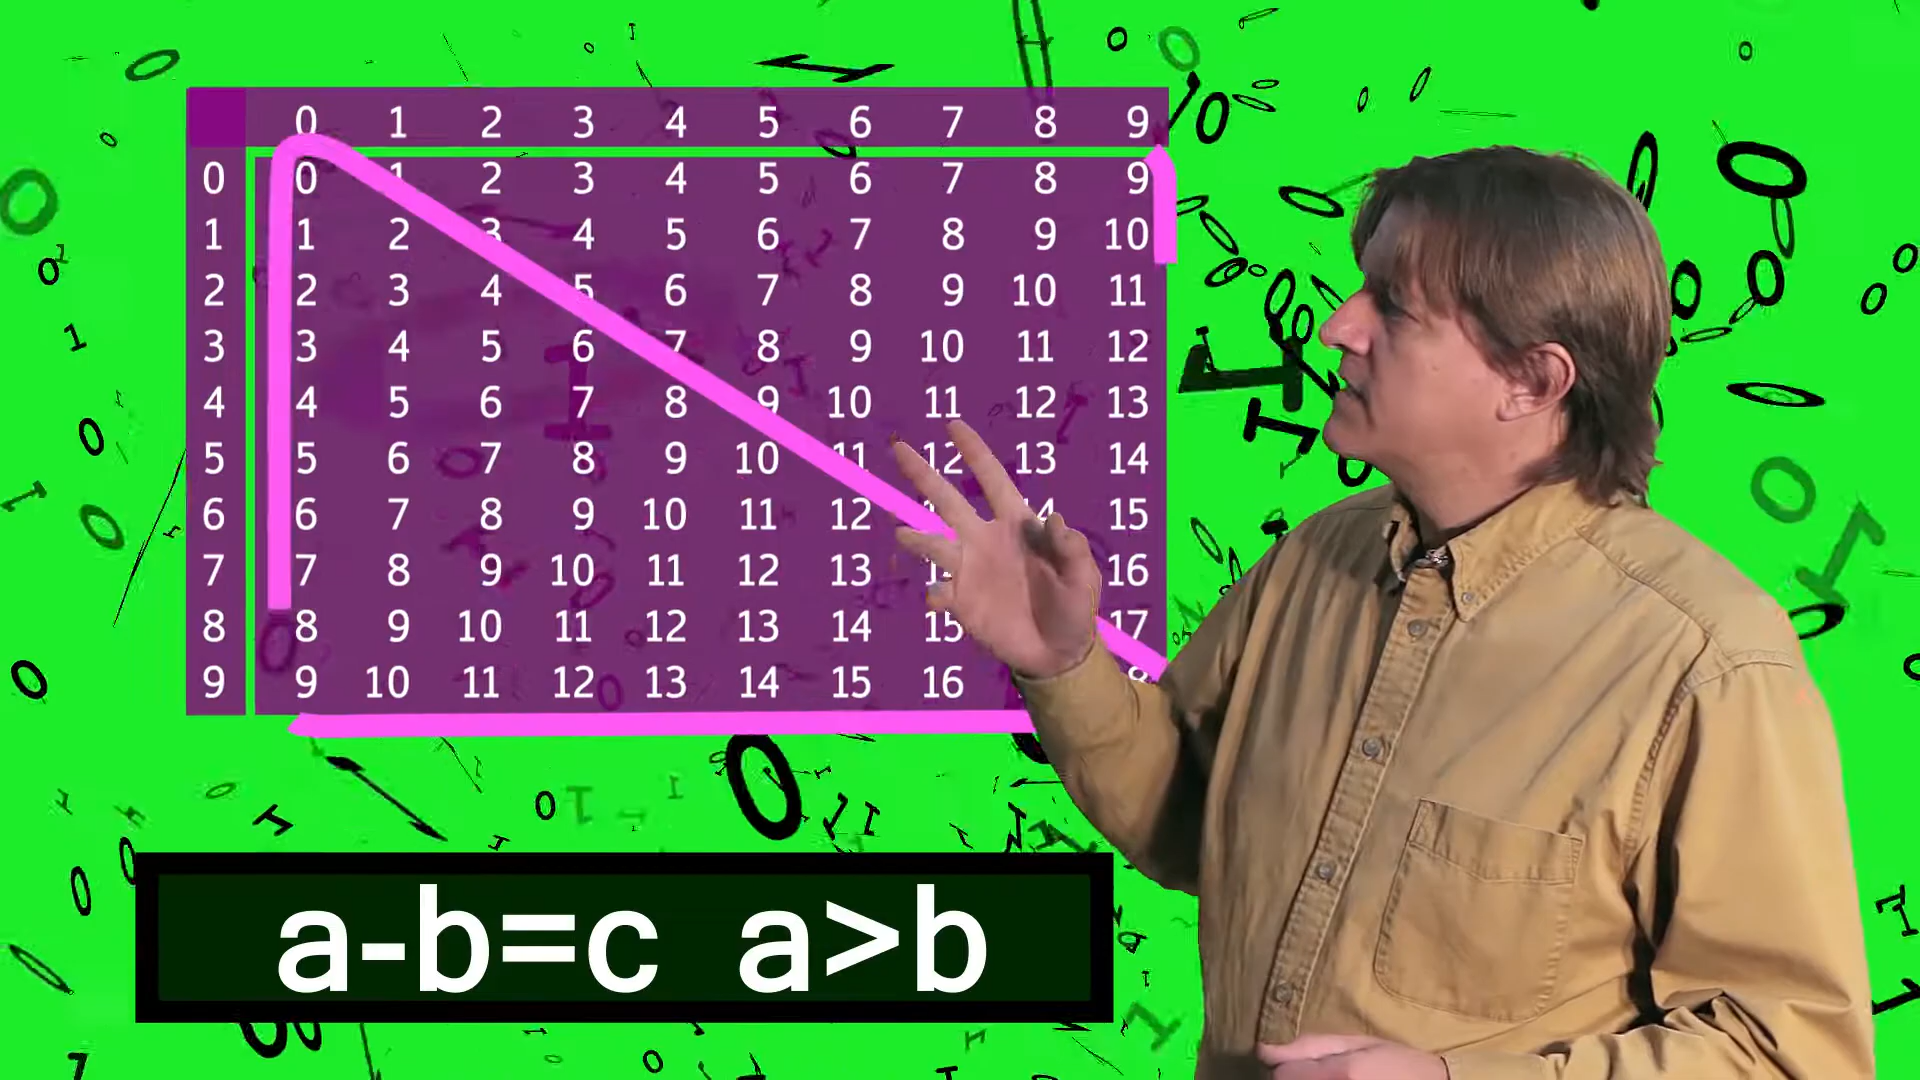 0 1 2 3 4 5 6 7 8 9
0 0 1 2 3 4 5 6 7 8 9
1 1 2 3 4 5 6 7 8 9 10
2 2 3 4 5 6 7 8 9 10 11
3 3 4 5 6 7 8 9 10 11 12
4 4 5 6 7 8 9 10 11 12 13
5 5 6 7 8 9 10 11 12 13 14
6 6 7 8 9 10 11 12 15
7 7 8 9 10 11 12 13 16
8 8 9 10 11 12 13 14 15 17
9 9 10 11 12 13 14 15 16
a-b=c a>b